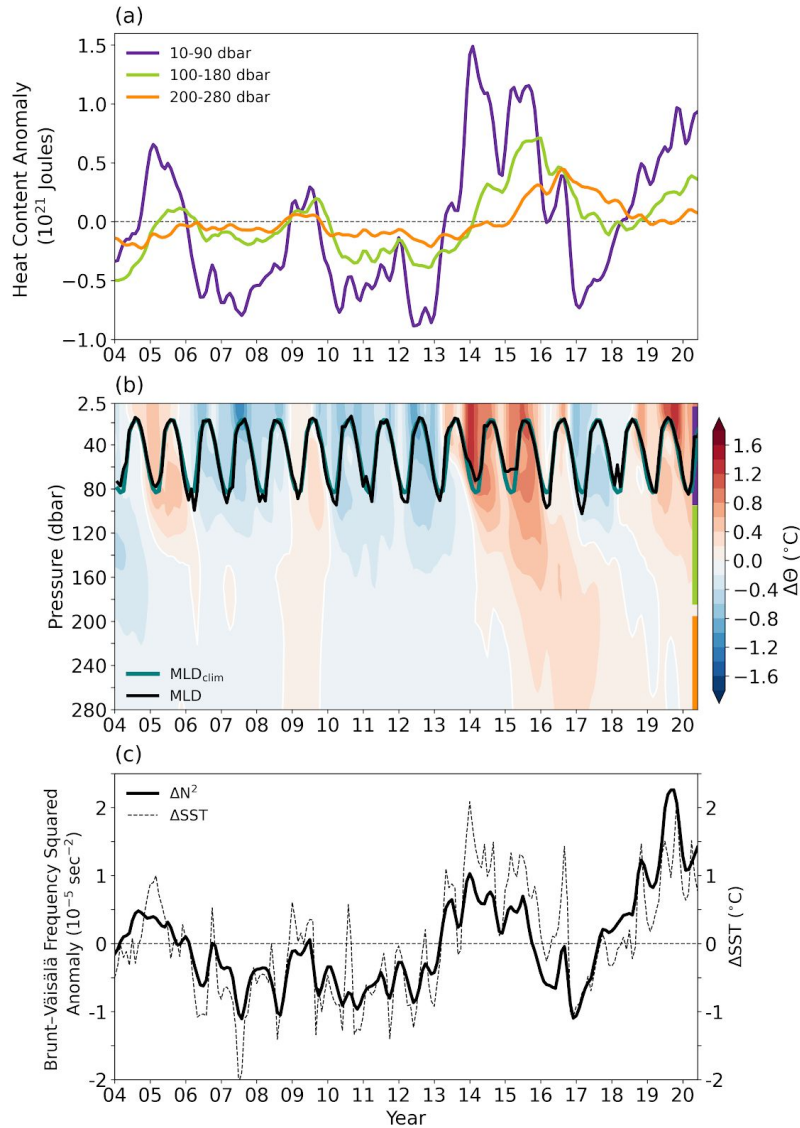 (a)
Heat Content Anomaly
(10²¹ Joules)
1.5
1.0
0.5
0.0
−0.5
−1.0
10-90 dbar
100-180 dbar
200-280 dbar
04 05 06 07 08 09 10 11 12 13 14 15 16 17 18 19 20
(b)
Pressure (dbar)
2.5
40
80
120
160
200
240
280
MLD_clim
MLD
04 05 06 07 08 09 10 11 12 13 14 15 16 17 18 19 20
1.6
1.2
0.8
0.4
0.0
−0.4
−0.8
−1.2
−1.6
ΔΘ (°C)
(c)
Brunt–Väisälä Frequency Squared
Anomaly (10⁻⁵ sec⁻²)
2
1
0
-1
-2
ΔN²
ΔSST
2
1
0
-1
-2
ΔSST (°C)
04 05 06 07 08 09 10 11 12 13 14 15 16 17 18 19 20
Year